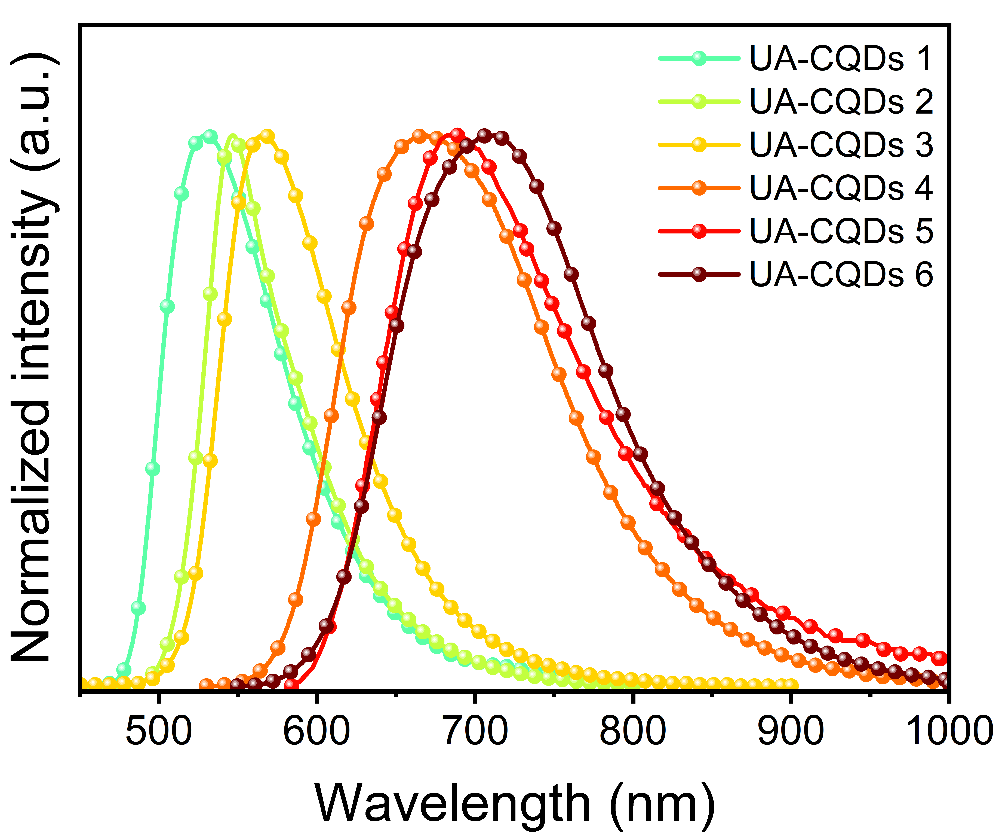 Normalized intensity (a.u.)
UA-CQDs 1
UA-CQDs 2
UA-CQDs 3
UA-CQDs 4
UA-CQDs 5
UA-CQDs 6
500 600 700 800 900 1000
Wavelength (nm)